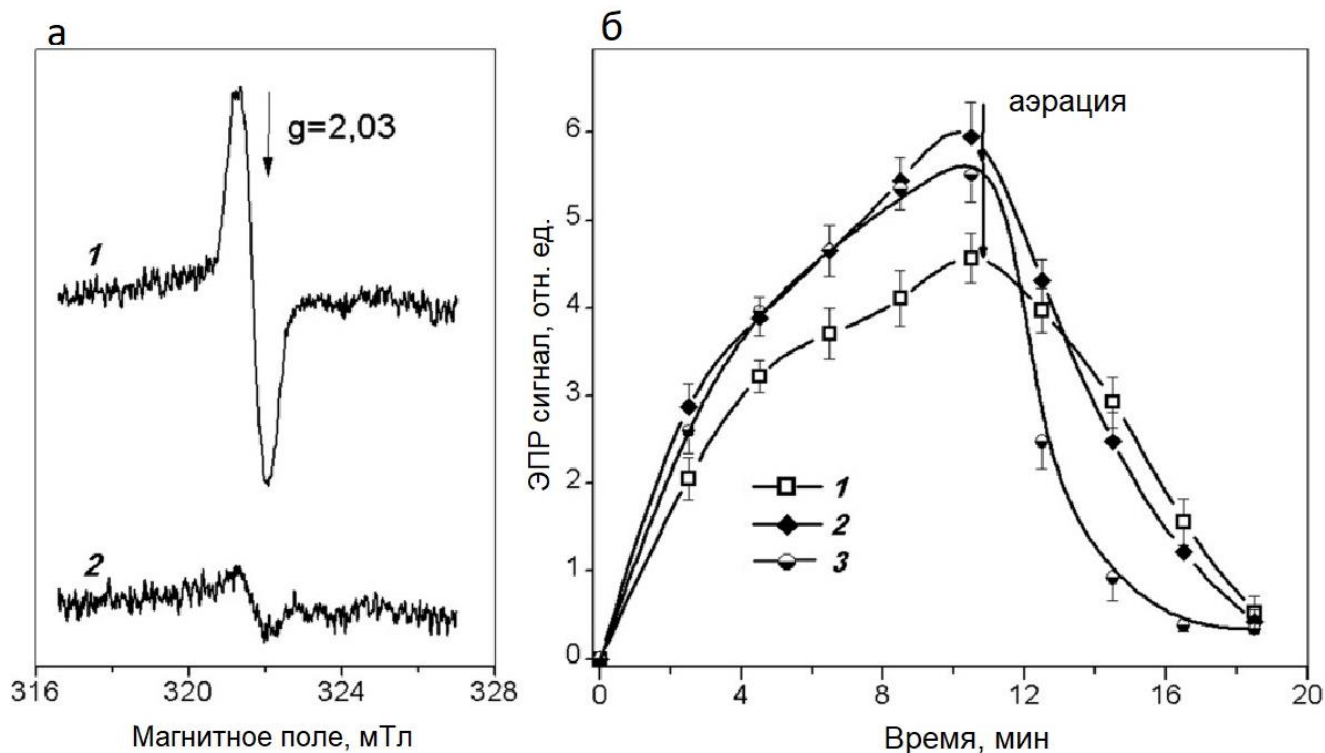 а
g=2,03
1
2
316 320 324 328
Магнитное поле, мТл
б
аэрация
ЭПР сигнал, отн. ед.
6
5
4
3
2
1
0
1
2
3
0 4 8 12 16 20
Время, мин